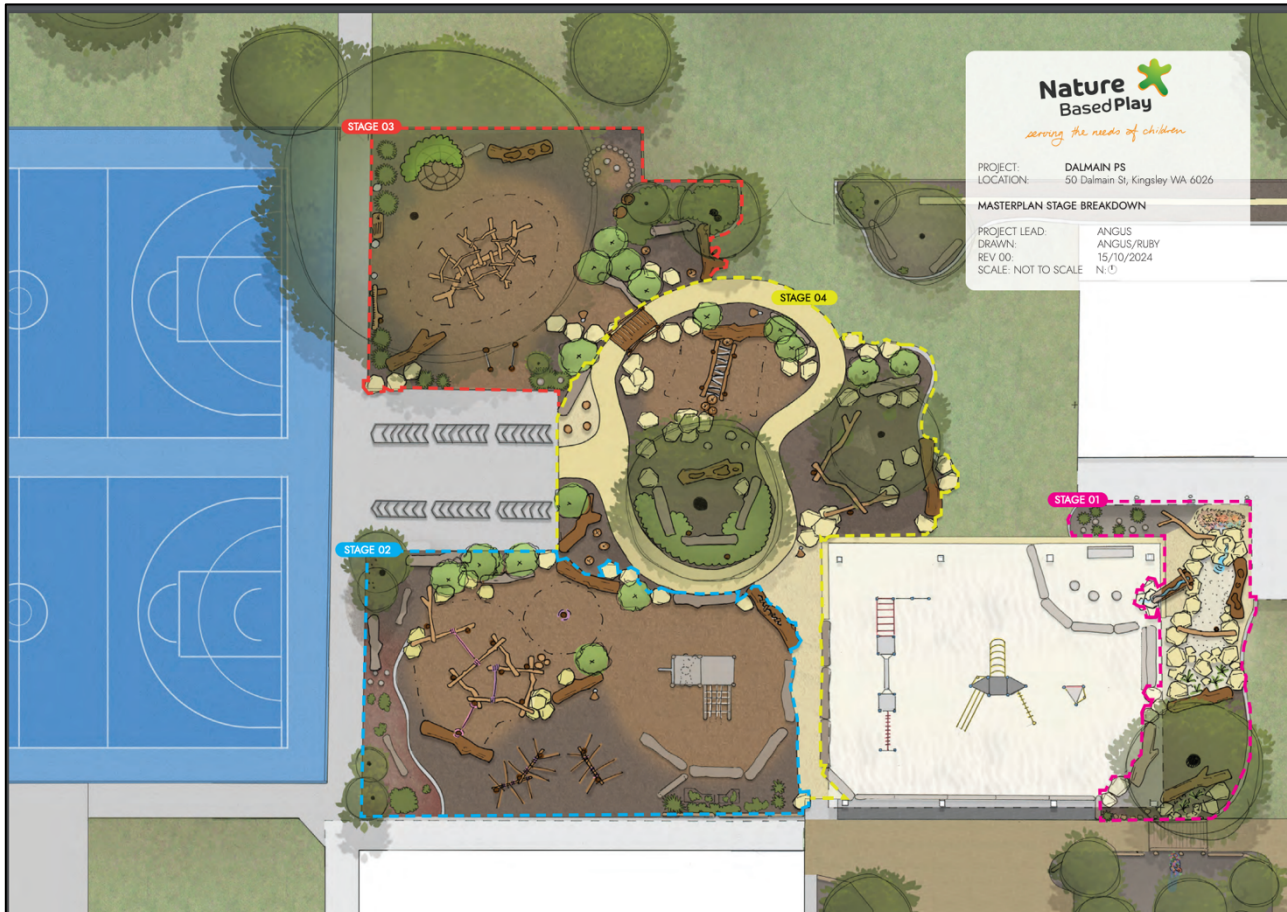 Nature
Based Play
serving the needs of children
PROJECT: DALMAIN PS
LOCATION: 50 Dalmain St, Kingsley WA 6026
MASTERPLAN STAGE BREAKDOWN
PROJECT LEAD: ANGUS
DRAWN: ANGUS/RUBY
REV 00: 15/10/2024
SCALE: NOT TO SCALE N:
STAGE 03
STAGE 04
STAGE 01
STAGE 02